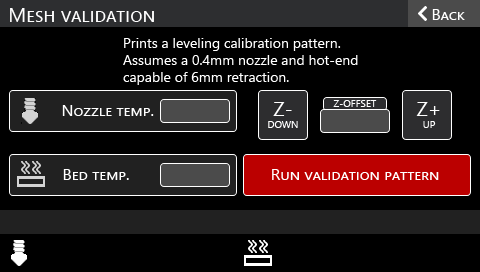 Mesh validation
Back
Prints a leveling calibration pattern.
Assumes a 0.4mm nozzle and hot-end
capable of 6mm retraction.
Nozzle temp.
Z-
DOWN
Z-OFFSET
Z+
UP
Bed temp.
Run validation pattern